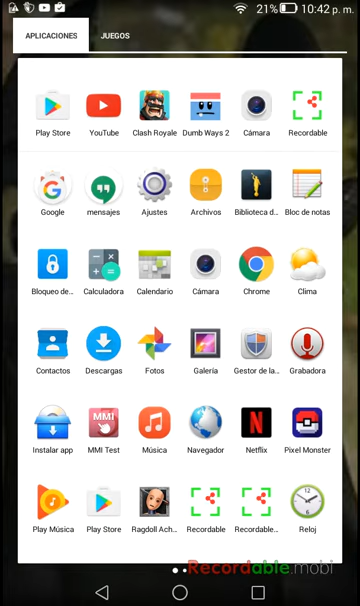 21% 10:42 p. m.
APLICACIONES JUEGOS
Play Store YouTube Clash Royale Dumb Ways 2 Cámara Recordable
Google mensajes Ajustes Archivos Biblioteca d... Bloc de notas
Bloqueo de... Calculadora Calendario Cámara Chrome Clima
Contactos Descargas Fotos Galería Gestor de la... Grabadora
MMI
Instalar app MMI Test Música Navegador Netflix Pixel Monster
Play Música Play Store Ragdoll Ach... Recordable Recordable... Reloj
Recordable.mobi